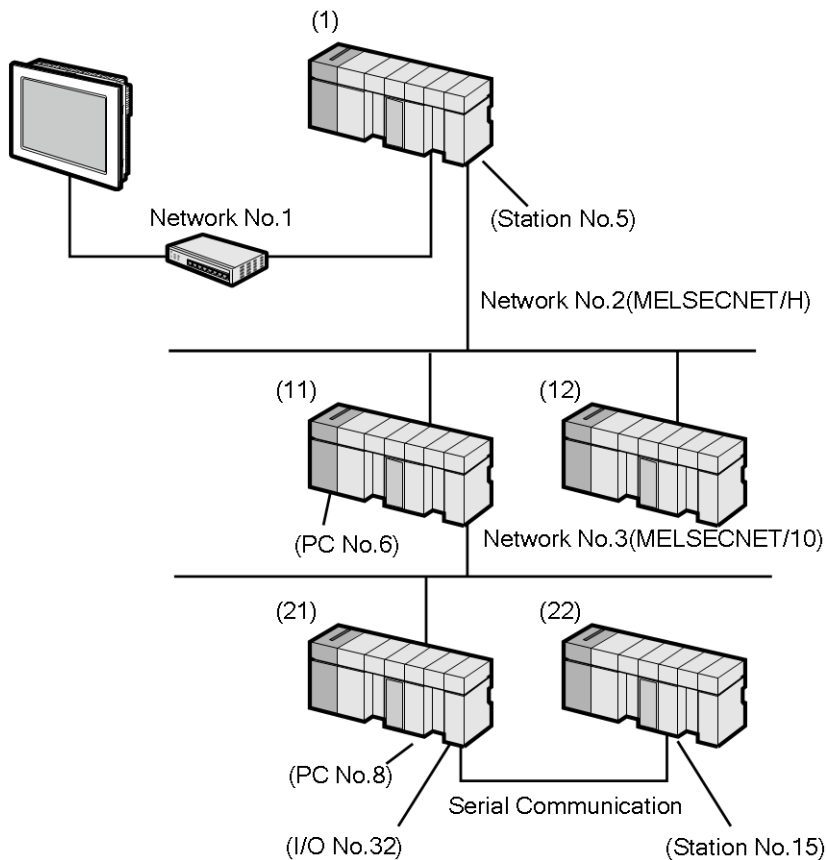 (1)
Network No.1
(Station No.5)
Network No.2(MELSECNET/H)
(11)
(12)
(PC No.6)
Network No.3(MELSECNET/10)
(21)
(22)
(PC No.8)
Serial Communication
(I/O No.32)
(Station No.15)